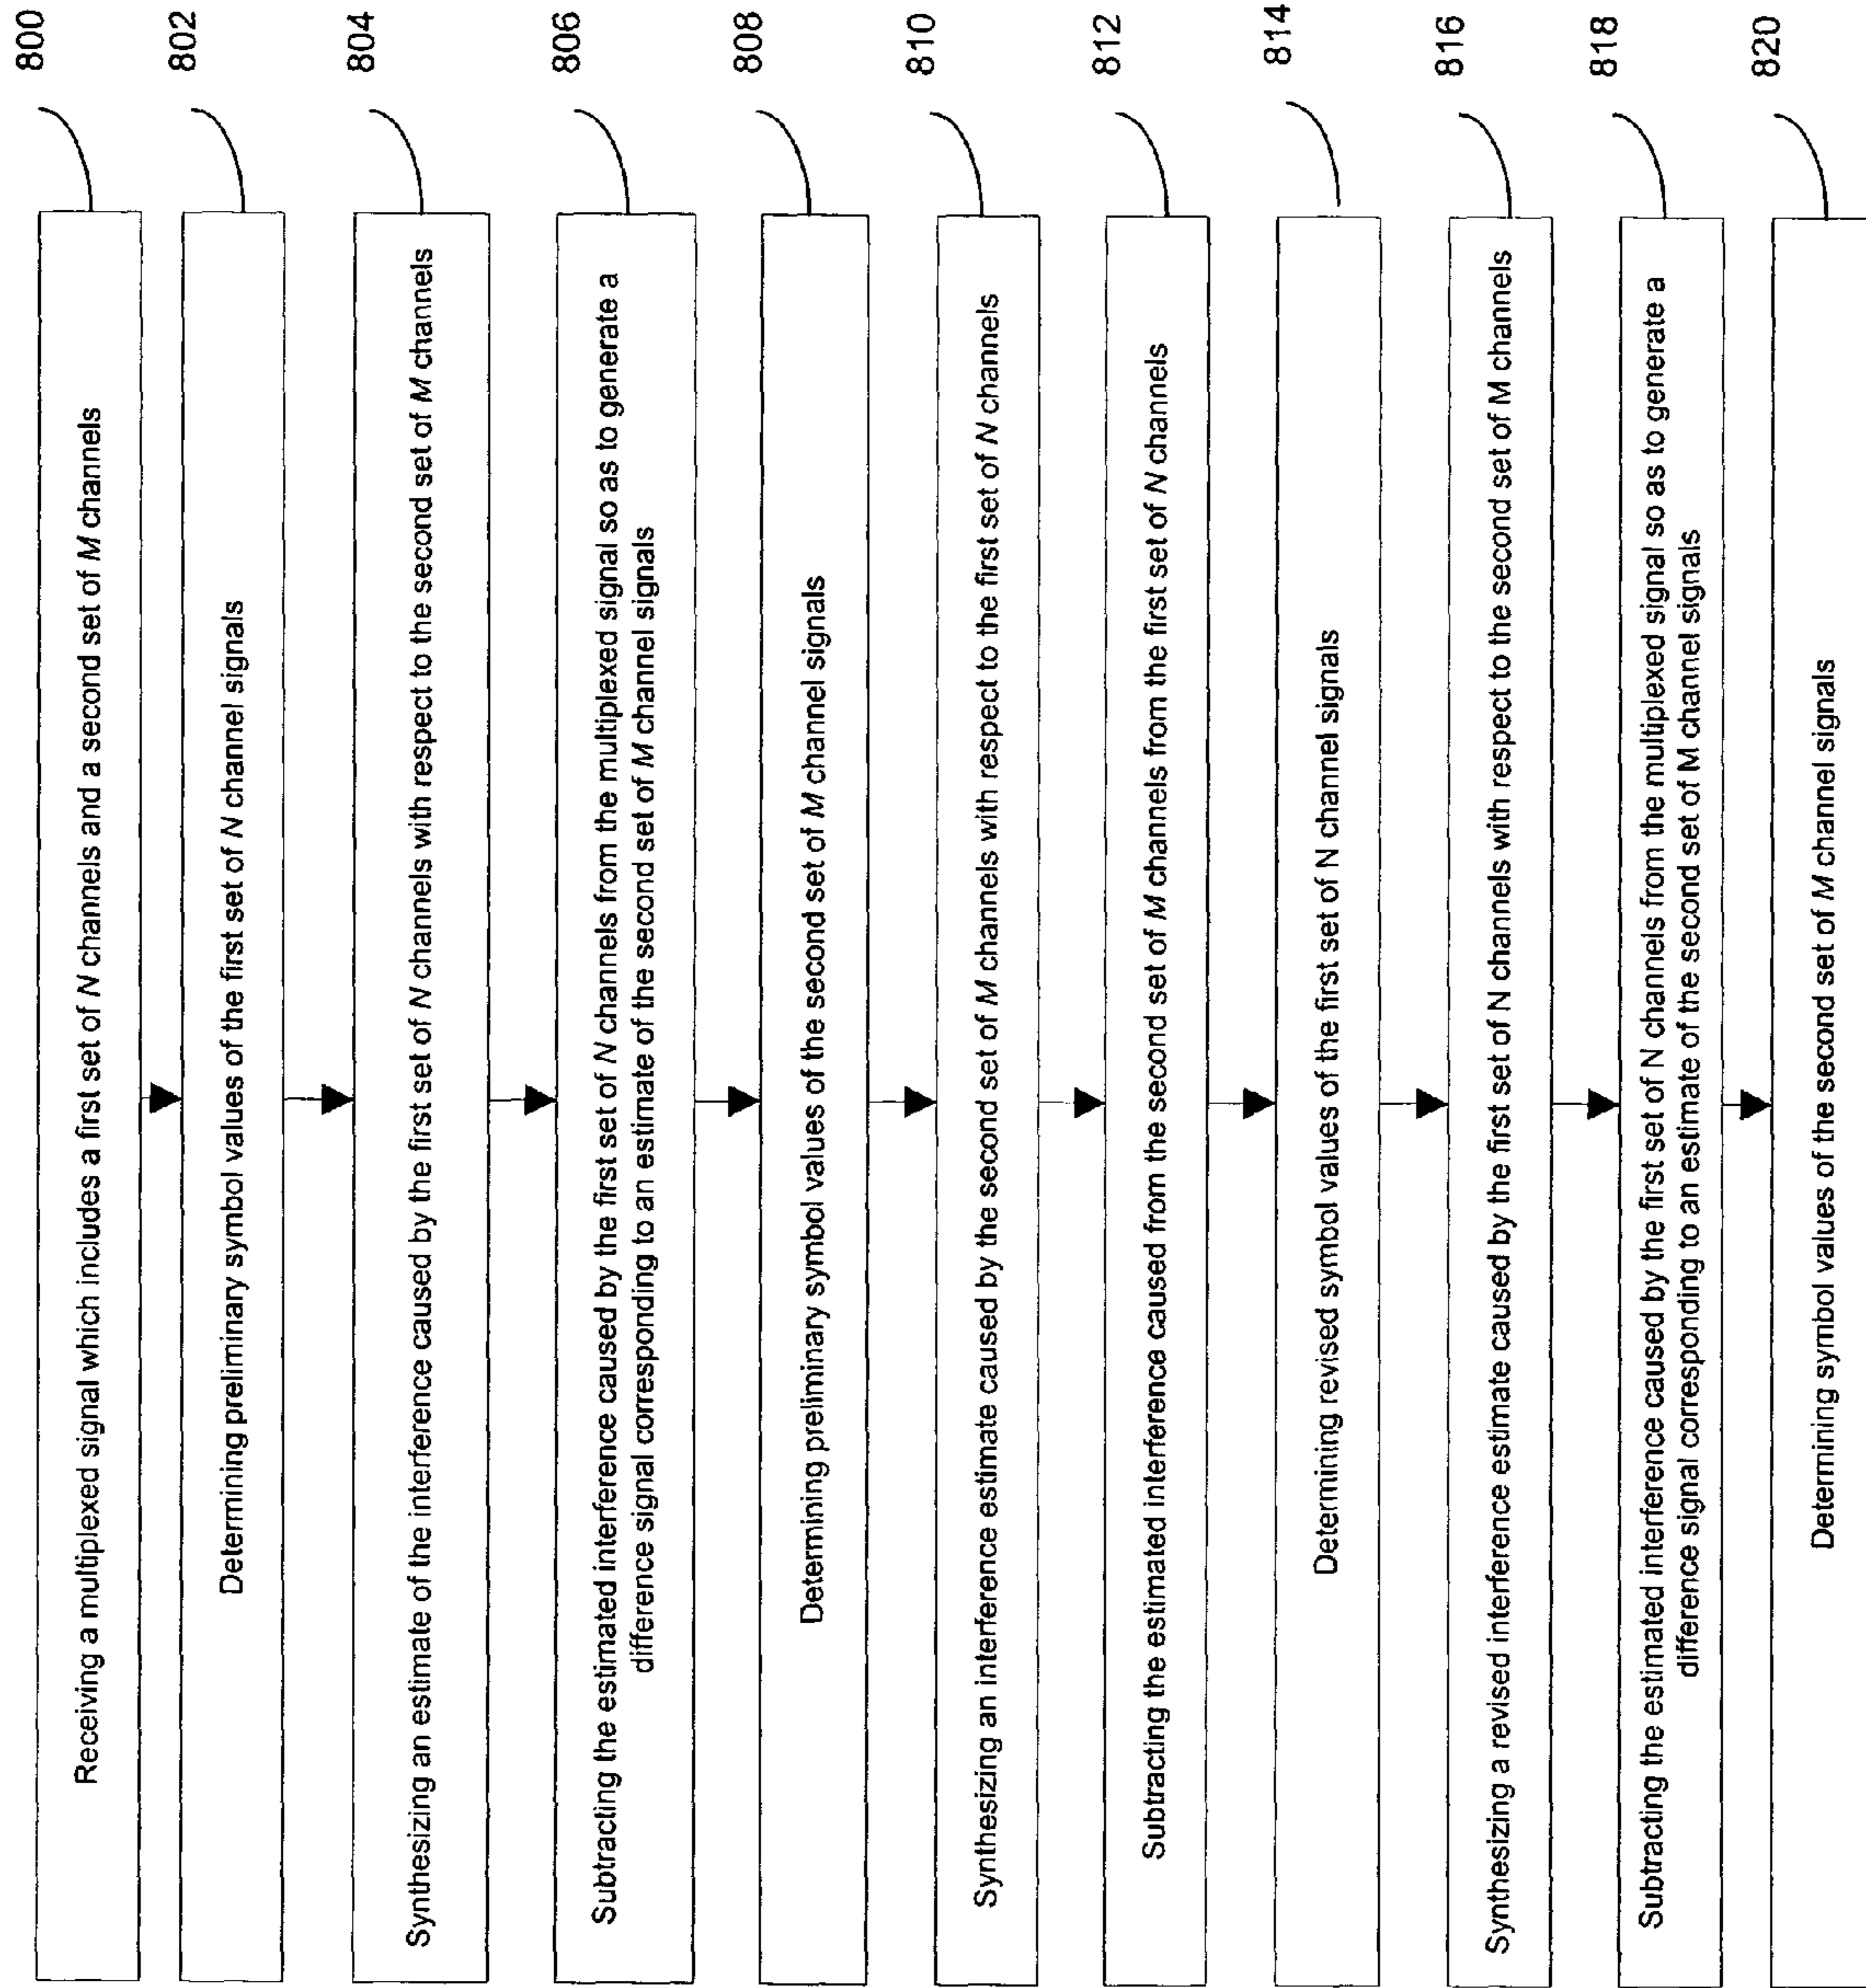 800
Receiving a multiplexed signal which includes a first set of N channels and a second set of M channels
802
Determining preliminary symbol values of the first set of N channel signals
804
Synthesizing an estimate of the interference caused by the first set of N channels with respect to the second set of M channels
806
Subtracting the estimated interference caused by the first set of N channels from the multiplexed signal so as to generate a
difference signal corresponding to an estimate of the second set of M channel signals
808
Determining preliminary symbol values of the second set of M channel signals
810
Synthesizing an interference estimate caused by the second set of M channels with respect to the first set of N channels
812
Subtracting the estimated interference caused from the second set of M channels from the first set of N channels
814
Determining revised symbol values of the first set of N channel signals
816
Synthesizing a revised interference estimate caused by the first set of N channels with respect to the second set of M channels
818
Subtracting the estimated interference caused by the first set of N channels from the multiplexed signal so as to generate a
difference signal corresponding to an estimate of the second set of M channel signals
820
Determining symbol values of the second set of M channel signals